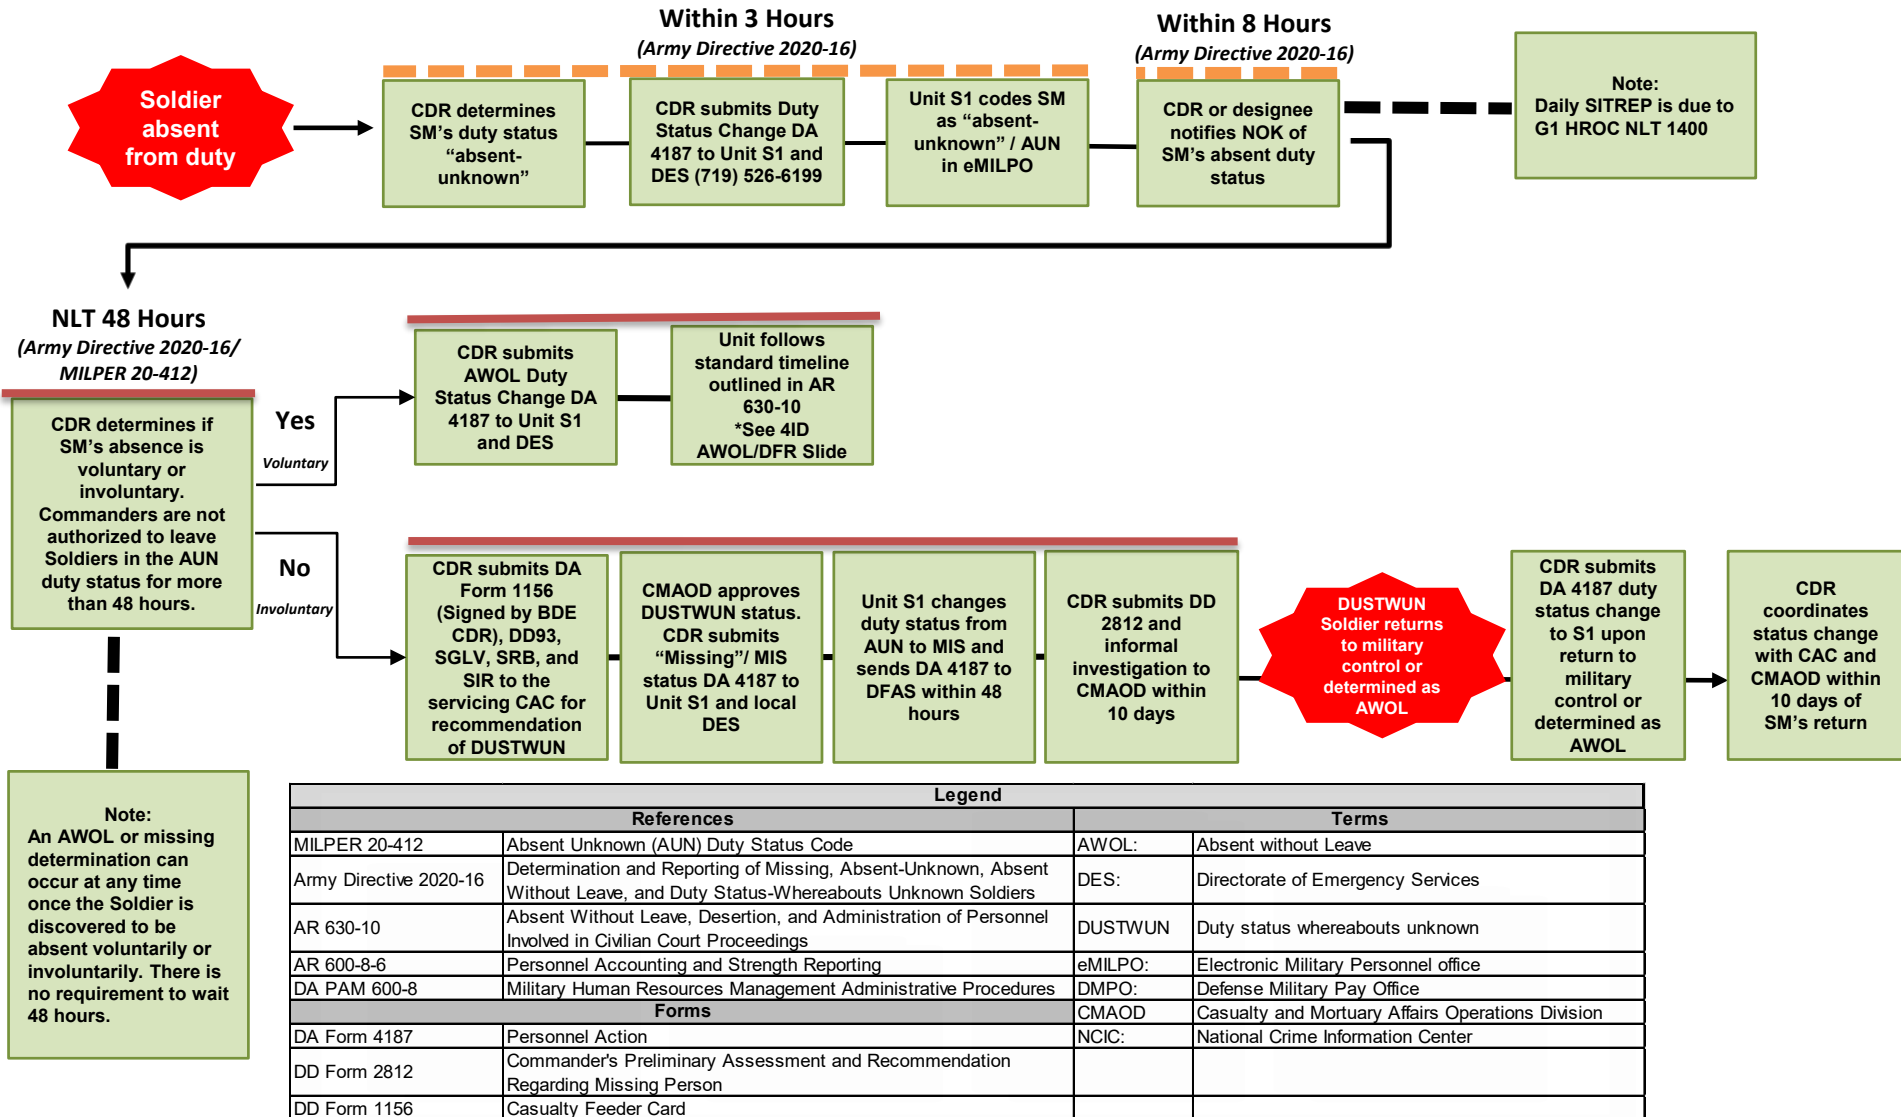 Within 3 Hours
(Army Directive 2020-16)
Within 8 Hours
(Army Directive 2020-16)
Soldier
absent
from duty
CDR determines
SM's duty status
"absent-
unknown"
CDR submits Duty
Status Change DA
4187 to Unit S1 and
DES (719) 526-6199
Unit S1 codes SM
as "absent-
unknown" / AUN
in eMILPO
CDR or designee
notifies NOK of
SM's absent duty
status
Note:
Daily SITREP is due to
G1 HROC NLT 1400
NLT 48 Hours
(Army Directive 2020-16/
MILPER 20-412)
CDR determines if
SM's absence is
voluntary or
involuntary.
Commanders are not
authorized to leave
Soldiers in the AUN
duty status for more
than 48 hours.
Yes
Voluntary
CDR submits
AWOL Duty
Status Change DA
4187 to Unit S1
and DES
Unit follows
standard timeline
outlined in AR
630-10
*See 4ID
AWOL/DFR Slide
No
Involuntary
CDR submits DA
Form 1156
(Signed by BDE
CDR), DD93,
SGLV, SRB, and
SIR to the
servicing CAC for
recommendation
of DUSTWUN
CMAOD approves
DUSTWUN status.
CDR submits
"Missing"/ MIS
status DA 4187 to
Unit S1 and local
DES
Unit S1 changes
duty status from
AUN to MIS and
sends DA 4187 to
DFAS within 48
hours
CDR submits DD
2812 and
informal
investigation to
CMAOD within
10 days
DUSTWUN
Soldier returns
to military
control or
determined as
AWOL
CDR submits
DA 4187 duty
status change
to S1 upon
return to
military
control or
determined as
AWOL
CDR
coordinates
status change
with CAC and
CMAOD within
10 days of
SM's return
Note:
An AWOL or missing
determination can
occur at any time
once the Soldier is
discovered to be
absent voluntarily or
involuntarily. There is
no requirement to wait
48 hours.
Legend
References Terms
MILPER 20-412 Absent Unknown (AUN) Duty Status Code AWOL: Absent without Leave
Army Directive 2020-16 Determination and Reporting of Missing, Absent-Unknown, Absent
Without Leave, and Duty Status-Whereabouts Unknown Soldiers DES: Directorate of Emergency Services
AR 630-10 Absent Without Leave, Desertion, and Administration of Personnel
Involved in Civilian Court Proceedings DUSTWUN Duty status whereabouts unknown
AR 600-8-6 Personnel Accounting and Strength Reporting eMILPO: Electronic Military Personnel office
DA PAM 600-8 Military Human Resources Management Administrative Procedures DMPO: Defense Military Pay Office
Forms CMAOD Casualty and Mortuary Affairs Operations Division
DA Form 4187 Personnel Action NCIC: National Crime Information Center
DD Form 2812 Commander's Preliminary Assessment and Recommendation
Regarding Missing Person
DD Form 1156 Casualty Feeder Card